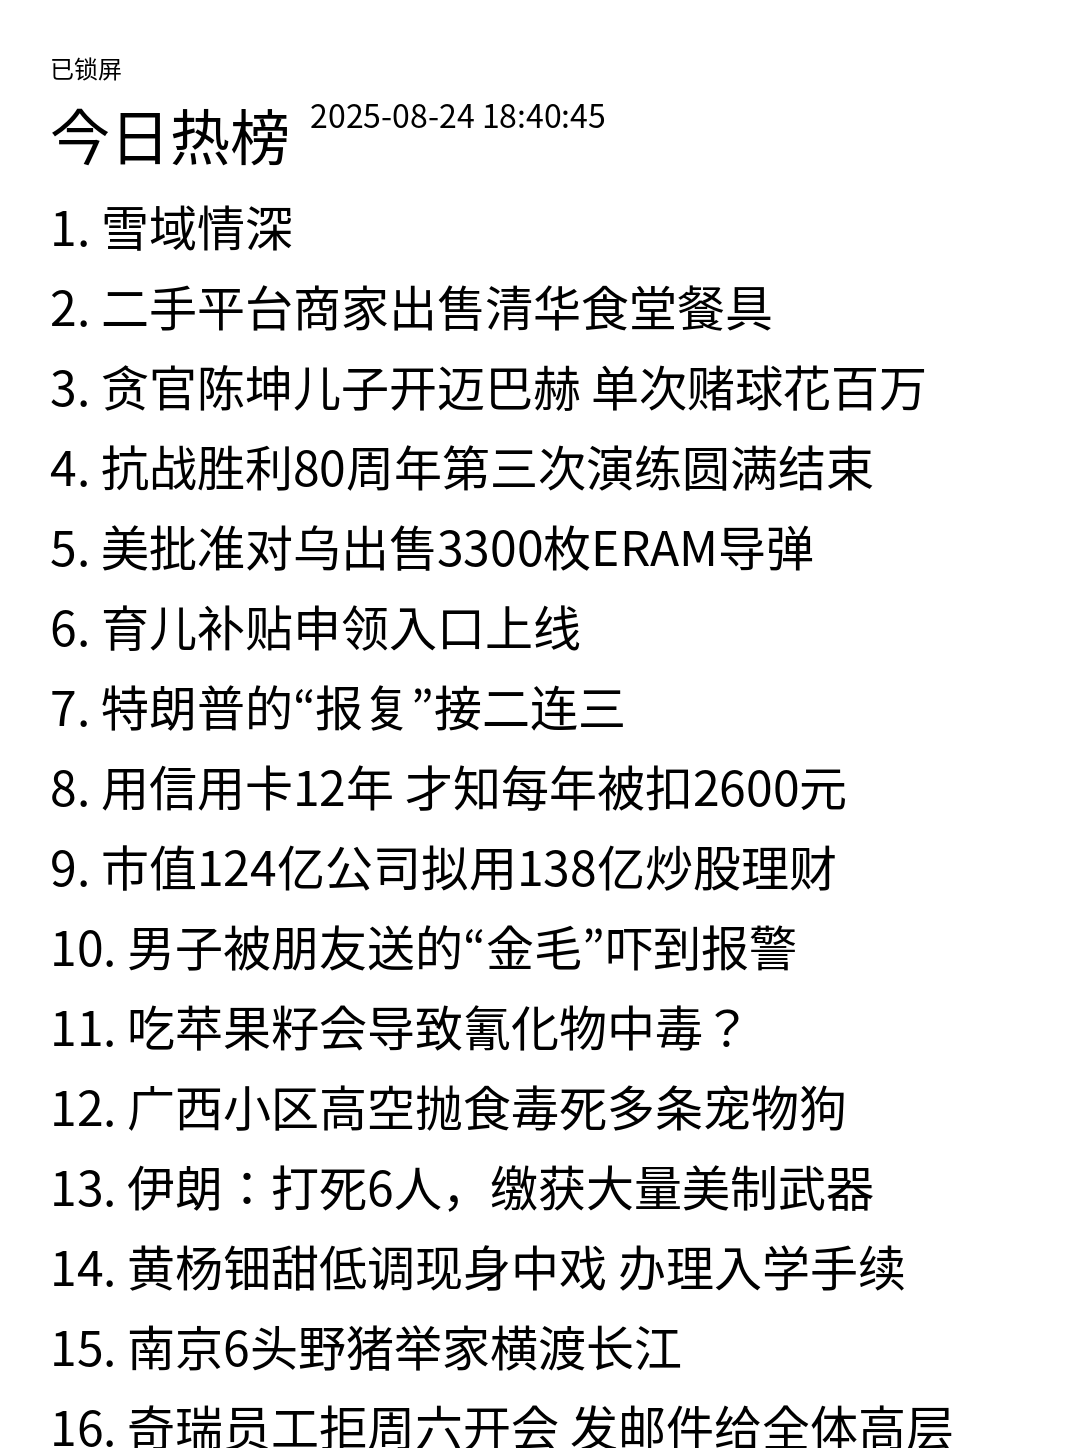 已锁屏
今日热榜 2025-08-24 18:40:45
1. 雪域情深
2. 二手平台商家出售清华食堂餐具
3. 贪官陈坤儿子开迈巴赫 单次赌球花百万
4. 抗战胜利80周年第三次演练圆满结束
5. 美批准对乌出售3300枚ERAM导弹
6. 育儿补贴申领入口上线
7. 特朗普的“报复”接二连三
8. 用信用卡12年 才知每年被扣2600元
9. 市值124亿公司拟用138亿炒股理财
10. 男子被朋友送的“金毛”吓到报警
11. 吃苹果籽会导致氰化物中毒？
12. 广西小区高空抛食毒死多条宠物狗
13. 伊朗：打死6人，缴获大量美制武器
14. 黄杨钿甜低调现身中戏 办理入学手续
15. 南京6头野猪举家横渡长江
16. 奇瑞员工拒周六开会 发邮件给全体高层